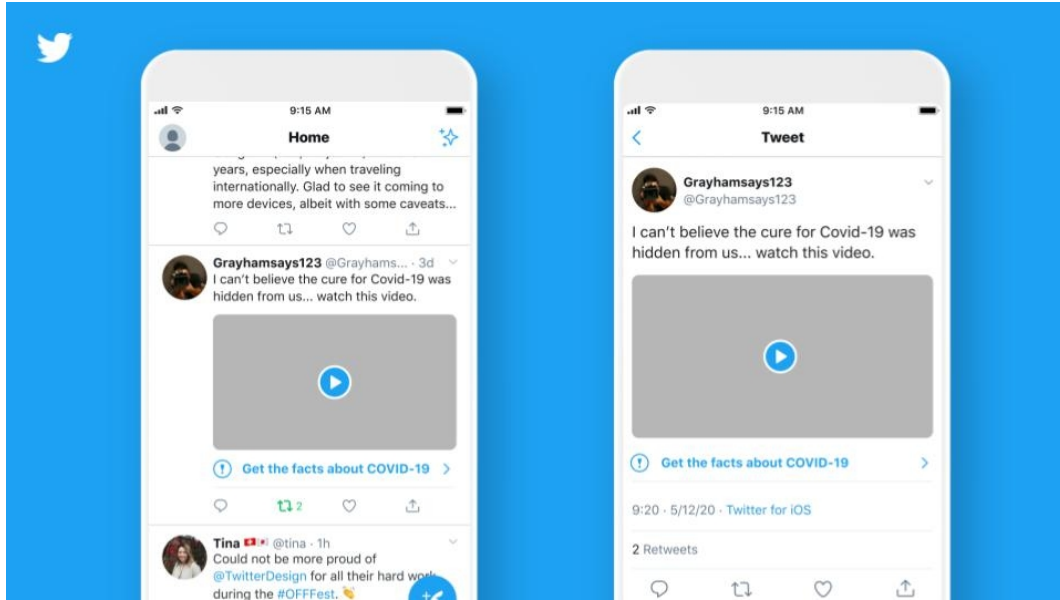 9:15 AM
Home
years, especially when traveling
internationally. Glad to see it coming to
more devices, albeit with some caveats...
Grayhamsays123 @Grayhams... · 3d
I can't believe the cure for Covid-19 was
hidden from us... watch this video.
Get the facts about COVID-19
2
Tina @tina · 1h
Could not be more proud of
@TwitterDesign for all their hard work
during the #OFFFest. 👏
9:15 AM
Tweet
Grayhamsays123
@Grayhamsays123
I can't believe the cure for Covid-19 was
hidden from us... watch this video.
Get the facts about COVID-19
9:20 · 5/12/20 · Twitter for iOS
2 Retweets